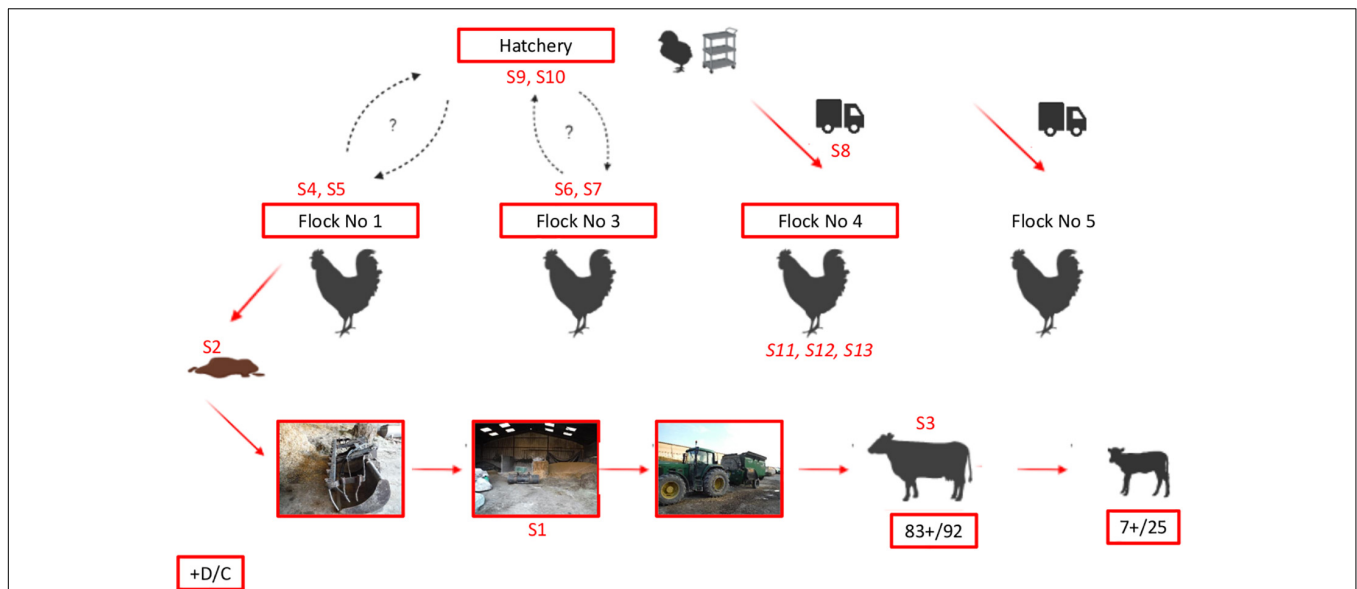 Hatchery
S9, S10
?
?
S8
S4, S5
S6, S7
Flock No 1
Flock No 3
Flock No 4
Flock No 5
S2
S11, S12, S13
S3
S1
83+/92
7+/25
+D/C